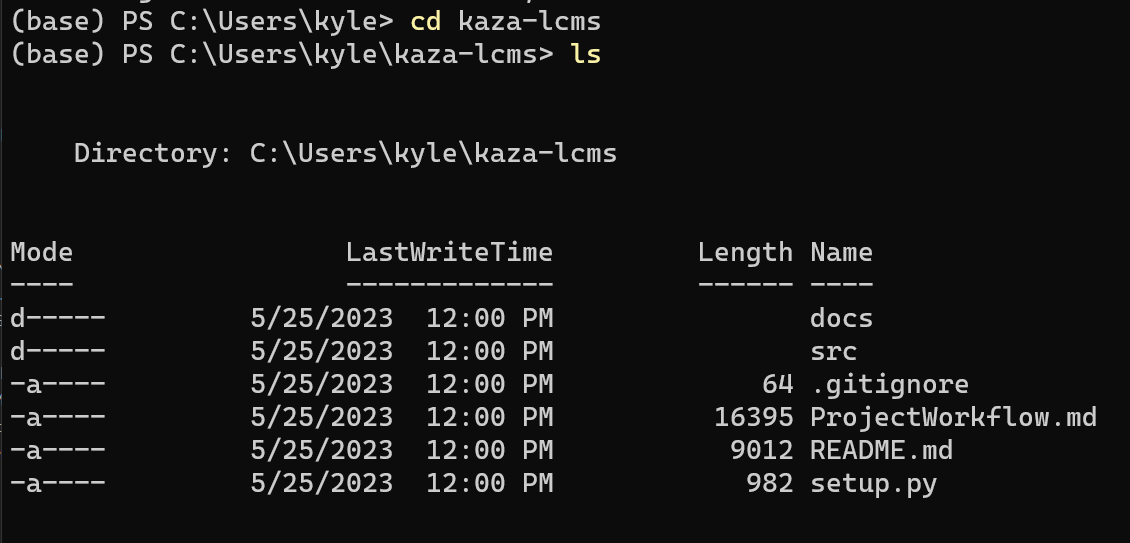 (base) PS C:\Users\kyle> cd kaza-lcms
(base) PS C:\Users\kyle\kaza-lcms> ls
Directory: C:\Users\kyle\kaza-lcms
Mode LastWriteTime Length Name
---- ------------- ------ ----
d----- 5/25/2023 12:00 PM docs
d----- 5/25/2023 12:00 PM src
-a---- 5/25/2023 12:00 PM 64 .gitignore
-a---- 5/25/2023 12:00 PM 16395 ProjectWorkflow.md
-a---- 5/25/2023 12:00 PM 9012 README.md
-a---- 5/25/2023 12:00 PM 982 setup.py